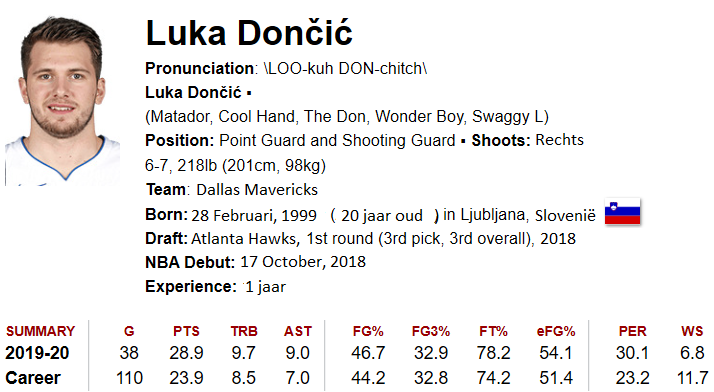 Luka Dončić
Pronunciation: \LOO-kuh DON-chitch\
Luka Dončić ▪
(Matador, Cool Hand, The Don, Wonder Boy, Swaggy L)
Position: Point Guard and Shooting Guard ▪ Shoots: Rechts
6-7, 218lb (201cm, 98kg)
Team: Dallas Mavericks
Born: 28 Februari, 1999 ( 20 jaar oud ) in Ljubljana, Slovenië
Draft: Atlanta Hawks, 1st round (3rd pick, 3rd overall), 2018
NBA Debut: 17 October, 2018
Experience: 1 jaar
SUMMARY G PTS TRB AST FG% FG3% FT% eFG% PER WS
2019-20 38 28.9 9.7 9.0 46.7 32.9 78.2 54.1 30.1 6.8
Career 110 23.9 8.5 7.0 44.2 32.8 74.2 51.4 23.2 11.7